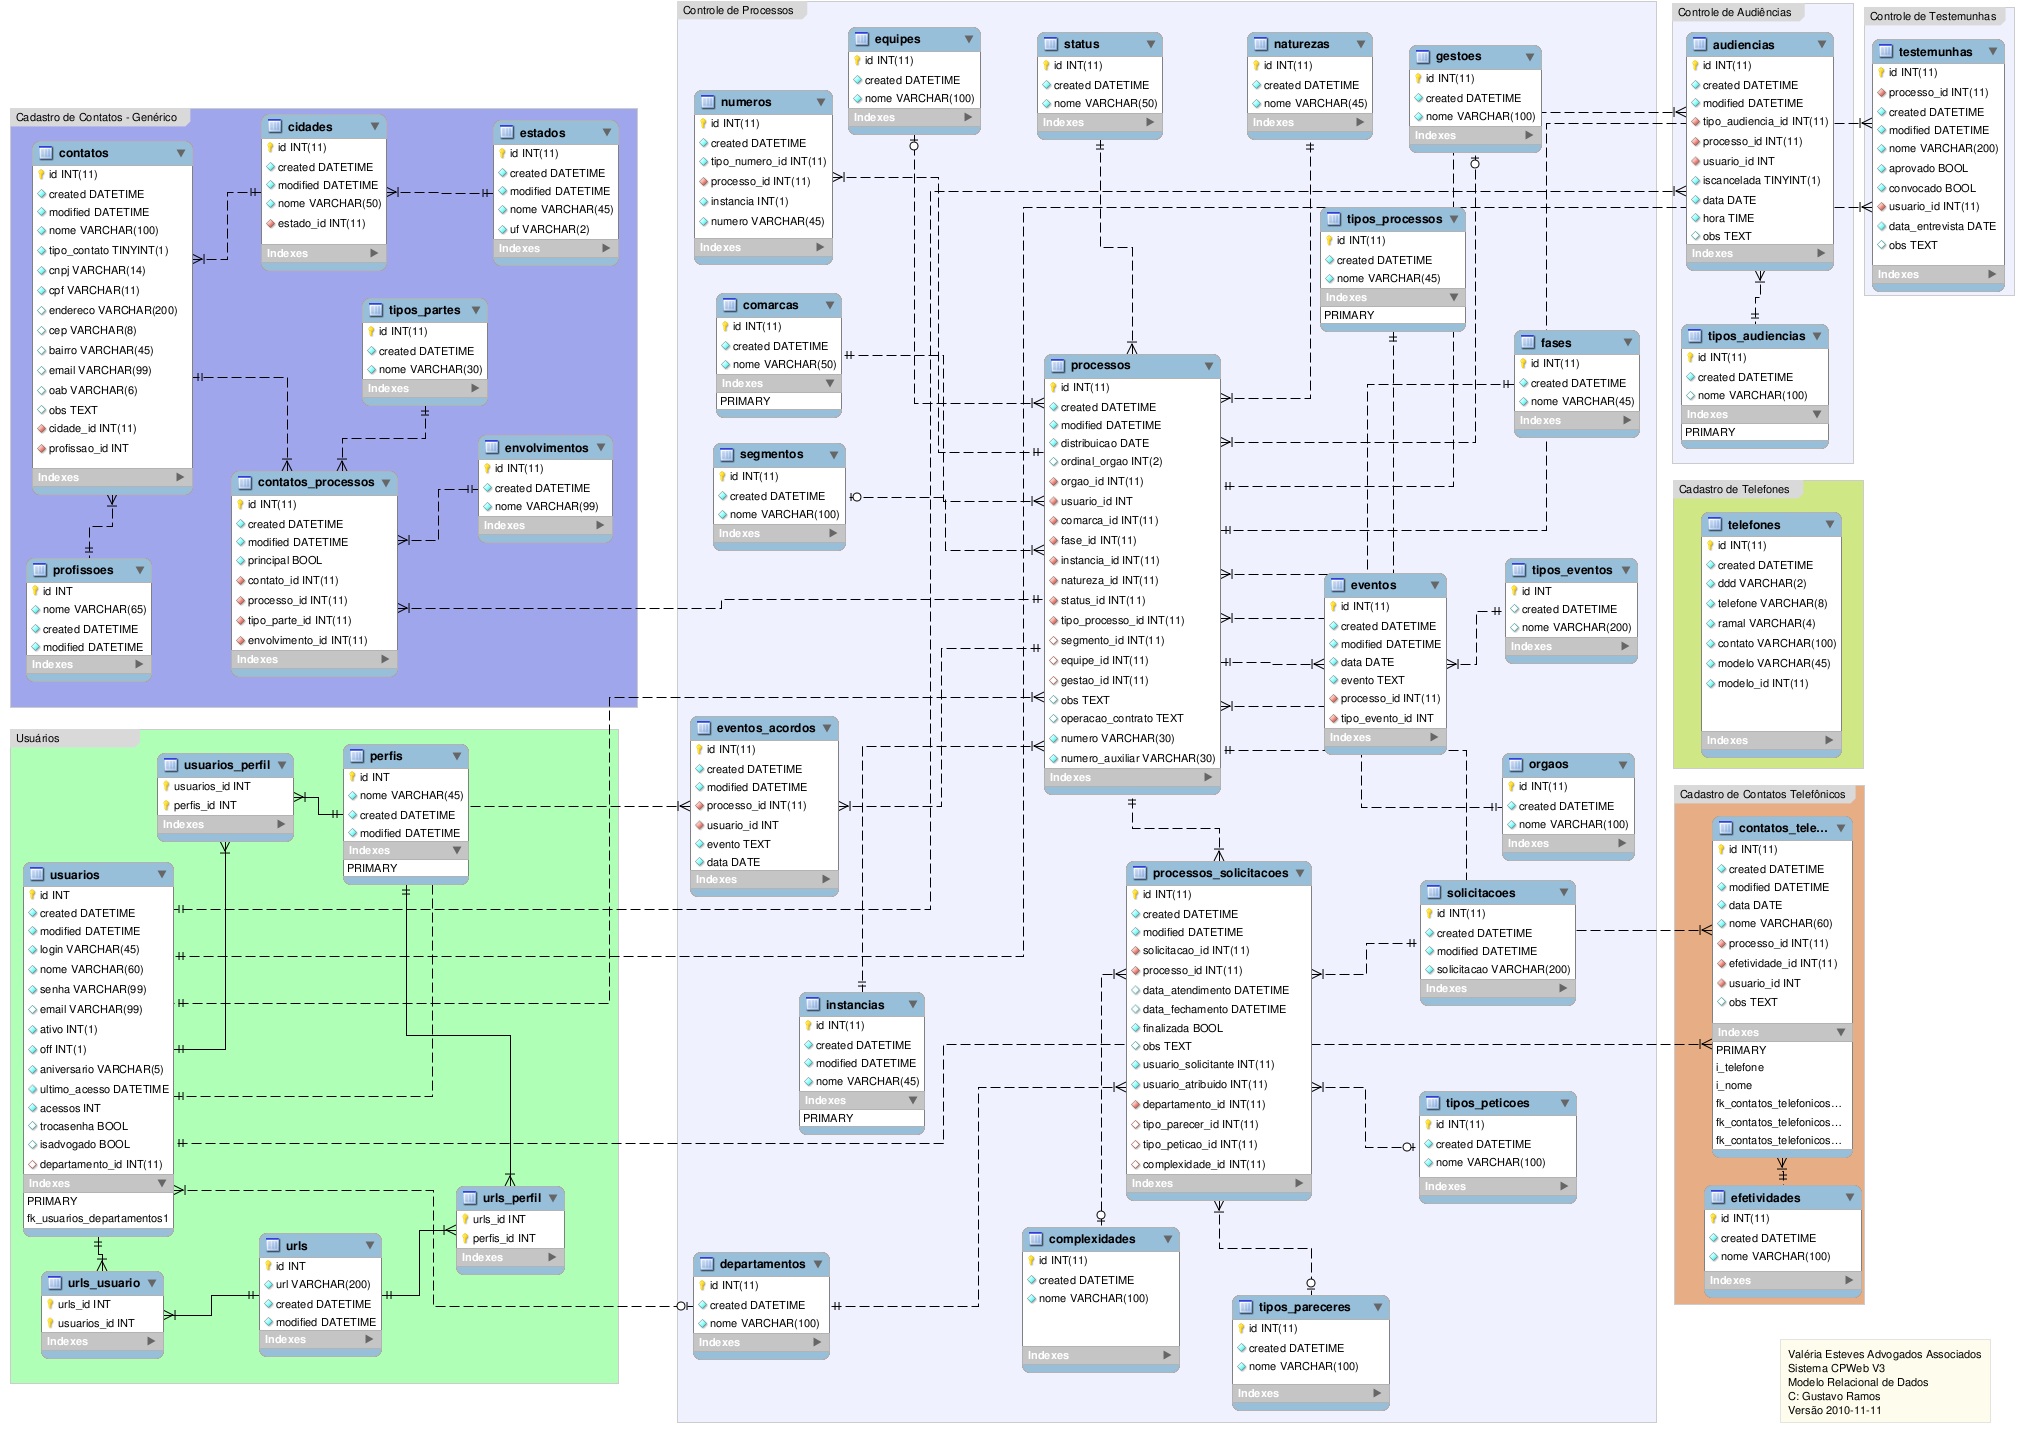 Cadastro de Contatos - Genérico
contatos
id INT(11)
created DATETIME
modified DATETIME
nome VARCHAR(100)
tipo_contato TINYINT(1)
cnpj VARCHAR(14)
cpf VARCHAR(11)
endereco VARCHAR(200)
cep VARCHAR(8)
bairro VARCHAR(45)
email VARCHAR(99)
oab VARCHAR(6)
obs TEXT
cidade_id INT(11)
profissao_id INT
Indexes
cidades
id INT(11)
created DATETIME
modified DATETIME
nome VARCHAR(50)
estado_id INT(11)
Indexes
estados
id INT(11)
created DATETIME
modified DATETIME
nome VARCHAR(45)
uf VARCHAR(2)
Indexes
tipos_partes
id INT(11)
created DATETIME
nome VARCHAR(30)
Indexes
envolvimentos
id INT(11)
created DATETIME
nome VARCHAR(99)
Indexes
contatos_processos
id INT(11)
created DATETIME
modified DATETIME
principal BOOL
contato_id INT(11)
processo_id INT(11)
tipo_parte_id INT(11)
envolvimento_id INT(11)
Indexes
profissoes
id INT
nome VARCHAR(65)
created DATETIME
modified DATETIME
Indexes
Usuários
usuarios_perfil
usuarios_id INT
perfis_id INT
Indexes
perfis
id INT
nome VARCHAR(45)
created DATETIME
modified DATETIME
Indexes
PRIMARY
usuarios
id INT
created DATETIME
modified DATETIME
login VARCHAR(45)
nome VARCHAR(60)
senha VARCHAR(99)
email VARCHAR(99)
ativo INT(1)
off INT(1)
aniversario VARCHAR(5)
ultimo_acesso DATETIME
acessos INT
trocasenha BOOL
isadvogado BOOL
departamento_id INT(11)
Indexes
PRIMARY
fk_usuarios_departamentos1
urls_perfil
urls_id INT
perfis_id INT
Indexes
urls
id INT
url VARCHAR(200)
created DATETIME
modified DATETIME
Indexes
urls_usuario
urls_id INT
usuarios_id INT
Indexes
Controle de Processos
equipes
id INT(11)
created DATETIME
nome VARCHAR(100)
Indexes
status
id INT(11)
created DATETIME
nome VARCHAR(50)
Indexes
naturezas
id INT(11)
created DATETIME
nome VARCHAR(45)
Indexes
gestoes
id INT(11)
created DATETIME
nome VARCHAR(100)
Indexes
numeros
id INT(11)
created DATETIME
tipo_numero_id INT(11)
processo_id INT(11)
instancia INT(1)
numero VARCHAR(45)
Indexes
tipos_processos
id INT(11)
created DATETIME
nome VARCHAR(45)
Indexes
PRIMARY
comarcas
id INT(11)
created DATETIME
nome VARCHAR(50)
Indexes
PRIMARY
fases
id INT(11)
created DATETIME
nome VARCHAR(45)
Indexes
processos
id INT(11)
created DATETIME
modified DATETIME
distribuicao DATE
ordinal_orgao INT(2)
orgao_id INT(11)
usuario_id INT
comarca_id INT(11)
fase_id INT(11)
instancia_id INT(11)
natureza_id INT(11)
status_id INT(11)
tipo_processo_id INT(11)
segmento_id INT(11)
equipe_id INT(11)
gestao_id INT(11)
obs TEXT
operacao_contrato TEXT
numero VARCHAR(30)
numero_auxiliar VARCHAR(30)
Indexes
segmentos
id INT(11)
created DATETIME
nome VARCHAR(100)
Indexes
eventos
id INT(11)
created DATETIME
modified DATETIME
data DATE
evento TEXT
processo_id INT(11)
tipo_evento_id INT
Indexes
tipos_eventos
id INT
created DATETIME
nome VARCHAR(200)
Indexes
eventos_acordos
id INT(11)
created DATETIME
modified DATETIME
processo_id INT(11)
usuario_id INT
evento TEXT
data DATE
Indexes
orgaos
id INT(11)
created DATETIME
nome VARCHAR(100)
Indexes
processos_solicitacoes
id INT(11)
created DATETIME
modified DATETIME
solicitacao_id INT(11)
processo_id INT(11)
data_atendimento DATETIME
data_fechamento DATETIME
finalizada BOOL
obs TEXT
usuario_solicitante INT(11)
usuario_atribuido INT(11)
departamento_id INT(11)
tipo_parecer_id INT(11)
tipo_peticao_id INT(11)
complexidade_id INT(11)
Indexes
solicitacoes
id INT(11)
created DATETIME
modified DATETIME
solicitacao VARCHAR(200)
Indexes
instancias
id INT(11)
created DATETIME
modified DATETIME
nome VARCHAR(45)
Indexes
PRIMARY
tipos_peticoes
id INT(11)
created DATETIME
nome VARCHAR(100)
Indexes
departamentos
id INT(11)
created DATETIME
nome VARCHAR(100)
Indexes
complexidades
id INT(11)
created DATETIME
nome VARCHAR(100)
Indexes
tipos_pareceres
id INT(11)
created DATETIME
nome VARCHAR(100)
Indexes
Controle de Audiências
audiencias
id INT(11)
created DATETIME
modified DATETIME
tipo_audiencia_id INT(11)
processo_id INT(11)
usuario_id INT
iscancelada TINYINT(1)
data DATE
hora TIME
obs TEXT
Indexes
tipos_audiencias
id INT(11)
created DATETIME
nome VARCHAR(100)
Indexes
PRIMARY
Controle de Testemunhas
testemunhas
id INT(11)
processo_id INT(11)
created DATETIME
modified DATETIME
nome VARCHAR(200)
aprovado BOOL
convocado BOOL
usuario_id INT(11)
data_entrevista DATE
obs TEXT
Indexes
Cadastro de Telefones
telefones
id INT(11)
created DATETIME
ddd VARCHAR(2)
telefone VARCHAR(8)
ramal VARCHAR(4)
contato VARCHAR(100)
modelo VARCHAR(45)
modelo_id INT(11)
Indexes
Cadastro de Contatos Telefônicos
contatos_tele...
id INT(11)
created DATETIME
modified DATETIME
data DATE
nome VARCHAR(60)
processo_id INT(11)
efetividade_id INT(11)
usuario_id INT
obs TEXT
Indexes
PRIMARY
i_telefone
i_nome
fk_contatos_telefonicos...
fk_contatos_telefonicos...
fk_contatos_telefonicos...
efetividades
id INT(11)
created DATETIME
nome VARCHAR(100)
Indexes
Valéria Esteves Advogados Associados
Sistema CPWeb V3
Modelo Relacional de Dados
C: Gustavo Ramos
Versão 2010-11-11